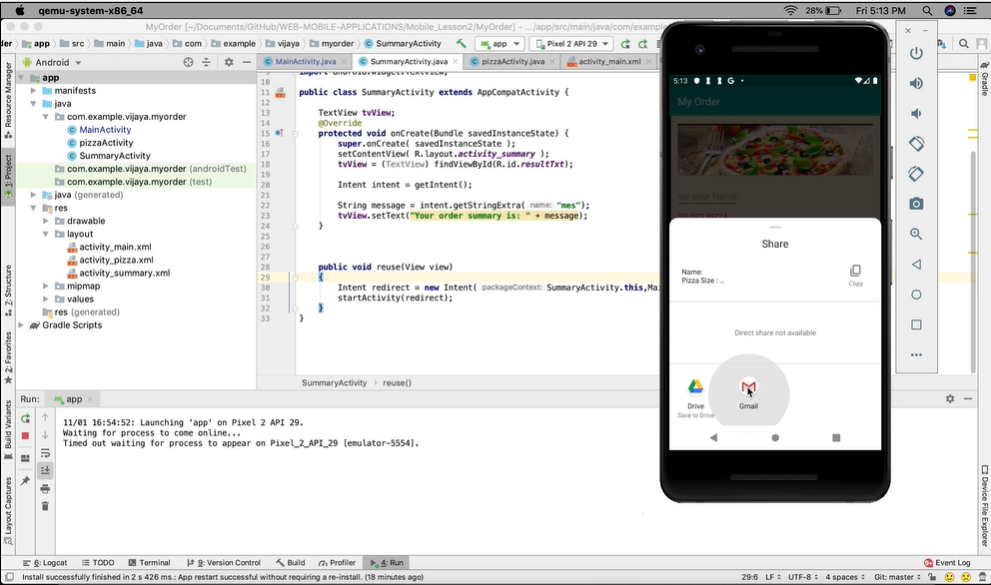 qemu-system-x86_64
28%
Fri 5:13 PM
MyOrder [~/Documents/GitHub/WEB-MOBILE-APPLICATIONS/Mobile_Lesson2/MyOrder] - .../app/src/main/java/com/example
der app src main java com example vijaya myorder SummaryActivity app Pixel 2 API 29
Android
MainActivity.java SummaryActivity.java pizzaActivity.java activity_main.xml
app
manifests
java
com.example.vijaya.myorder
MainActivity
pizzaActivity
SummaryActivity
com.example.vijaya.myorder (androidTest)
com.example.vijaya.myorder (test)
java (generated)
res
drawable
layout
activity_main.xml
activity_pizza.xml
activity_summary.xml
mipmap
values
res (generated)
Gradle Scripts
Resource Manager
1: Project
Z: Structure
2: Favorites
Build Variants
Layout Captures
10
11 public class SummaryActivity extends AppCompatActivity {
12
13 TextView tvView;
14 @Override
15 protected void onCreate(Bundle savedInstanceState) {
16 super.onCreate( savedInstanceState );
17 setContentView( R.layout.activity_summary );
18 tvView = (TextView) findViewById(R.id.resultTxt);
19
20 Intent intent = getIntent();
21
22 String message = intent.getStringExtra( name: "mes");
23 tvView.setText("Your order summary is: " + message);
24 }
25
26
27
28 public void reuse(View view)
29 {
30 Intent redirect = new Intent( packageContext: SummaryActivity.this,Mai
31 startActivity(redirect);
32 }
33 }
SummaryActivity › reuse()
5:13
My Order
SELECT PIZZA
Share
Name:
Pizza Size : ...
Copy
Direct share not available
Drive
Save to Drive
Gmail
Gradle
Device File Explorer
Run: app
11/01 16:54:52: Launching 'app' on Pixel 2 API 29.
Waiting for process to come online...
Timed out waiting for process to appear on Pixel_2_API_29 [emulator-5554].
6: Logcat TODO Terminal 9: Version Control Build Profiler 4: Run Event Log
Install successfully finished in 2 s 426 ms.: App restart successful without requiring a re-install. (18 minutes ago) 29:6 LF UTF-8 4 spaces Git: master